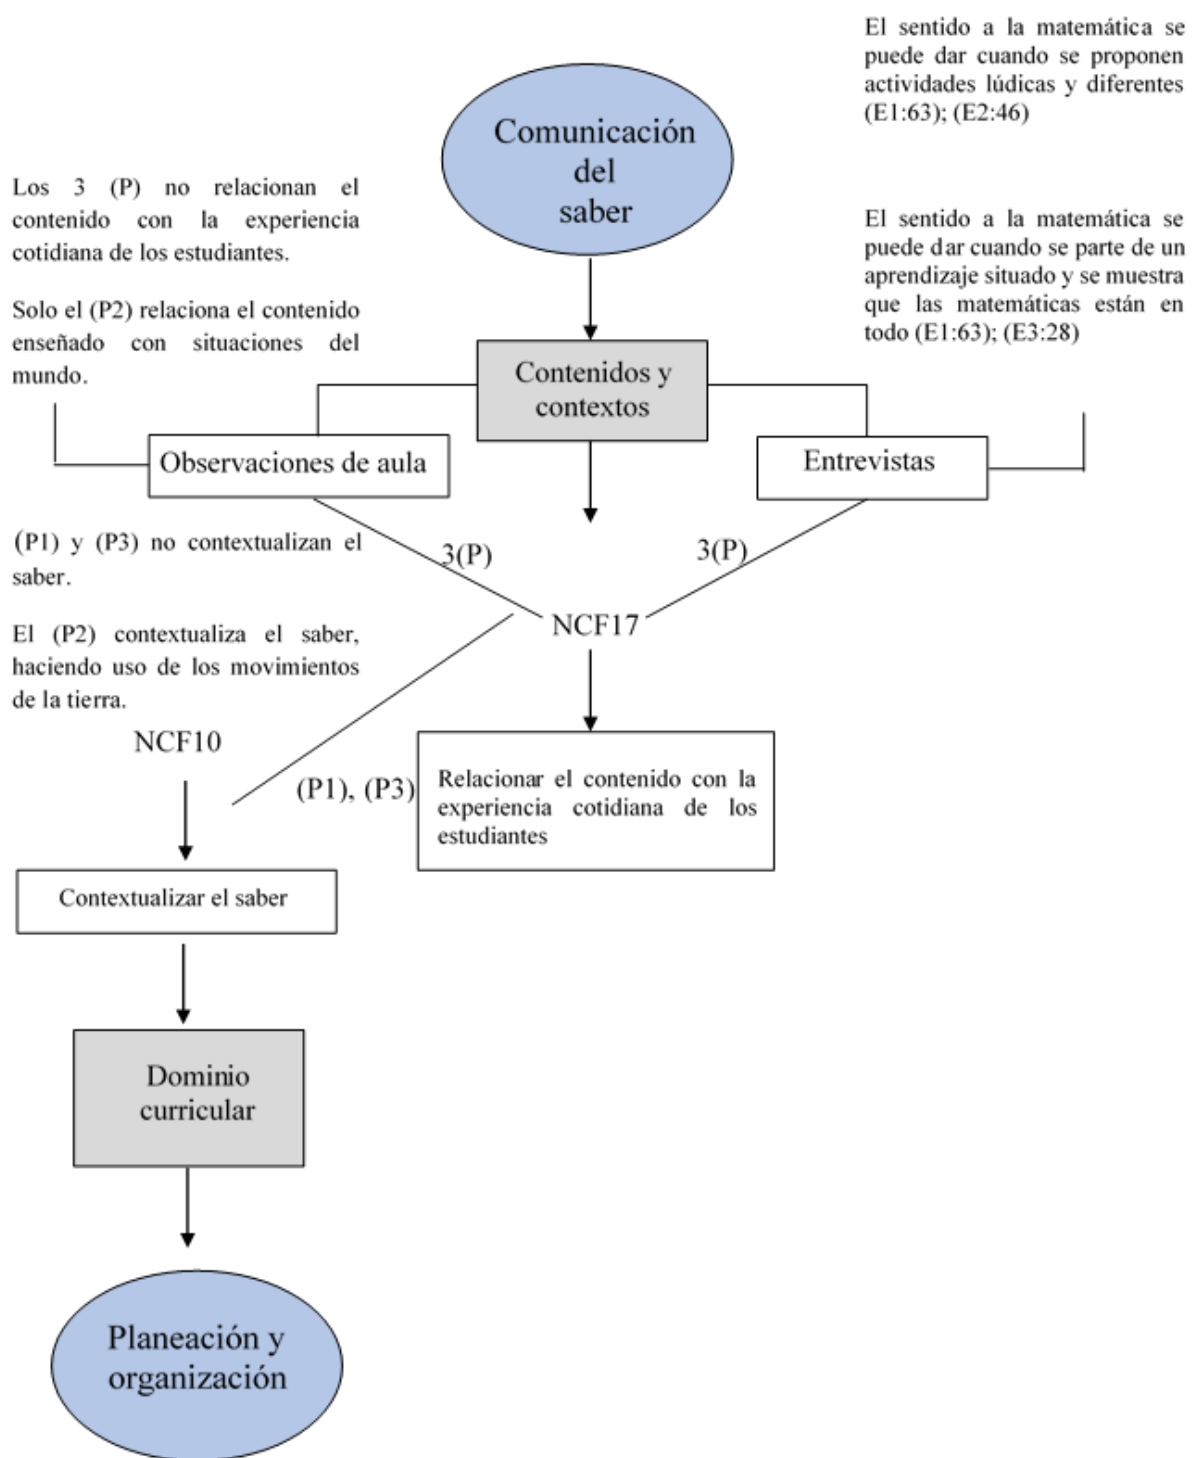 El sentido a la matemática se
puede dar cuando se proponen
actividades lúdicas y diferentes
(E1:63); (E2:46)
Comunicación
del
saber
Los 3 (P) no relacionan el
contenido con la experiencia
cotidiana de los estudiantes.
Solo el (P2) relaciona el contenido
enseñado con situaciones del
mundo.
El sentido a la matemática se
puede dar cuando se parte de un
aprendizaje situado y se muestra
que las matemáticas están en
todo (E1:63); (E3:28)
Contenidos y
contextos
Observaciones de aula
Entrevistas
(P1) y (P3) no contextualizan el
saber.
El (P2) contextualiza el saber,
haciendo uso de los movimientos
de la tierra.
3(P)
3(P)
NCF17
NCF10
(P1), (P3)
Relacionar el contenido con la
experiencia cotidiana de los
estudiantes
Contextualizar el saber
Dominio
curricular
Planeación y
organización